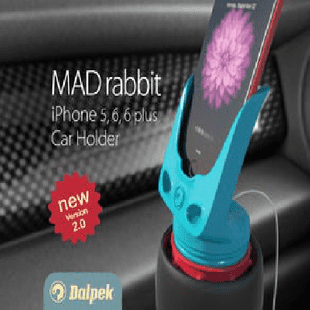 MAD rabbit
iPhone 5, 6, 6 plus
Car Holder
new
Version
2.0
Dalpek